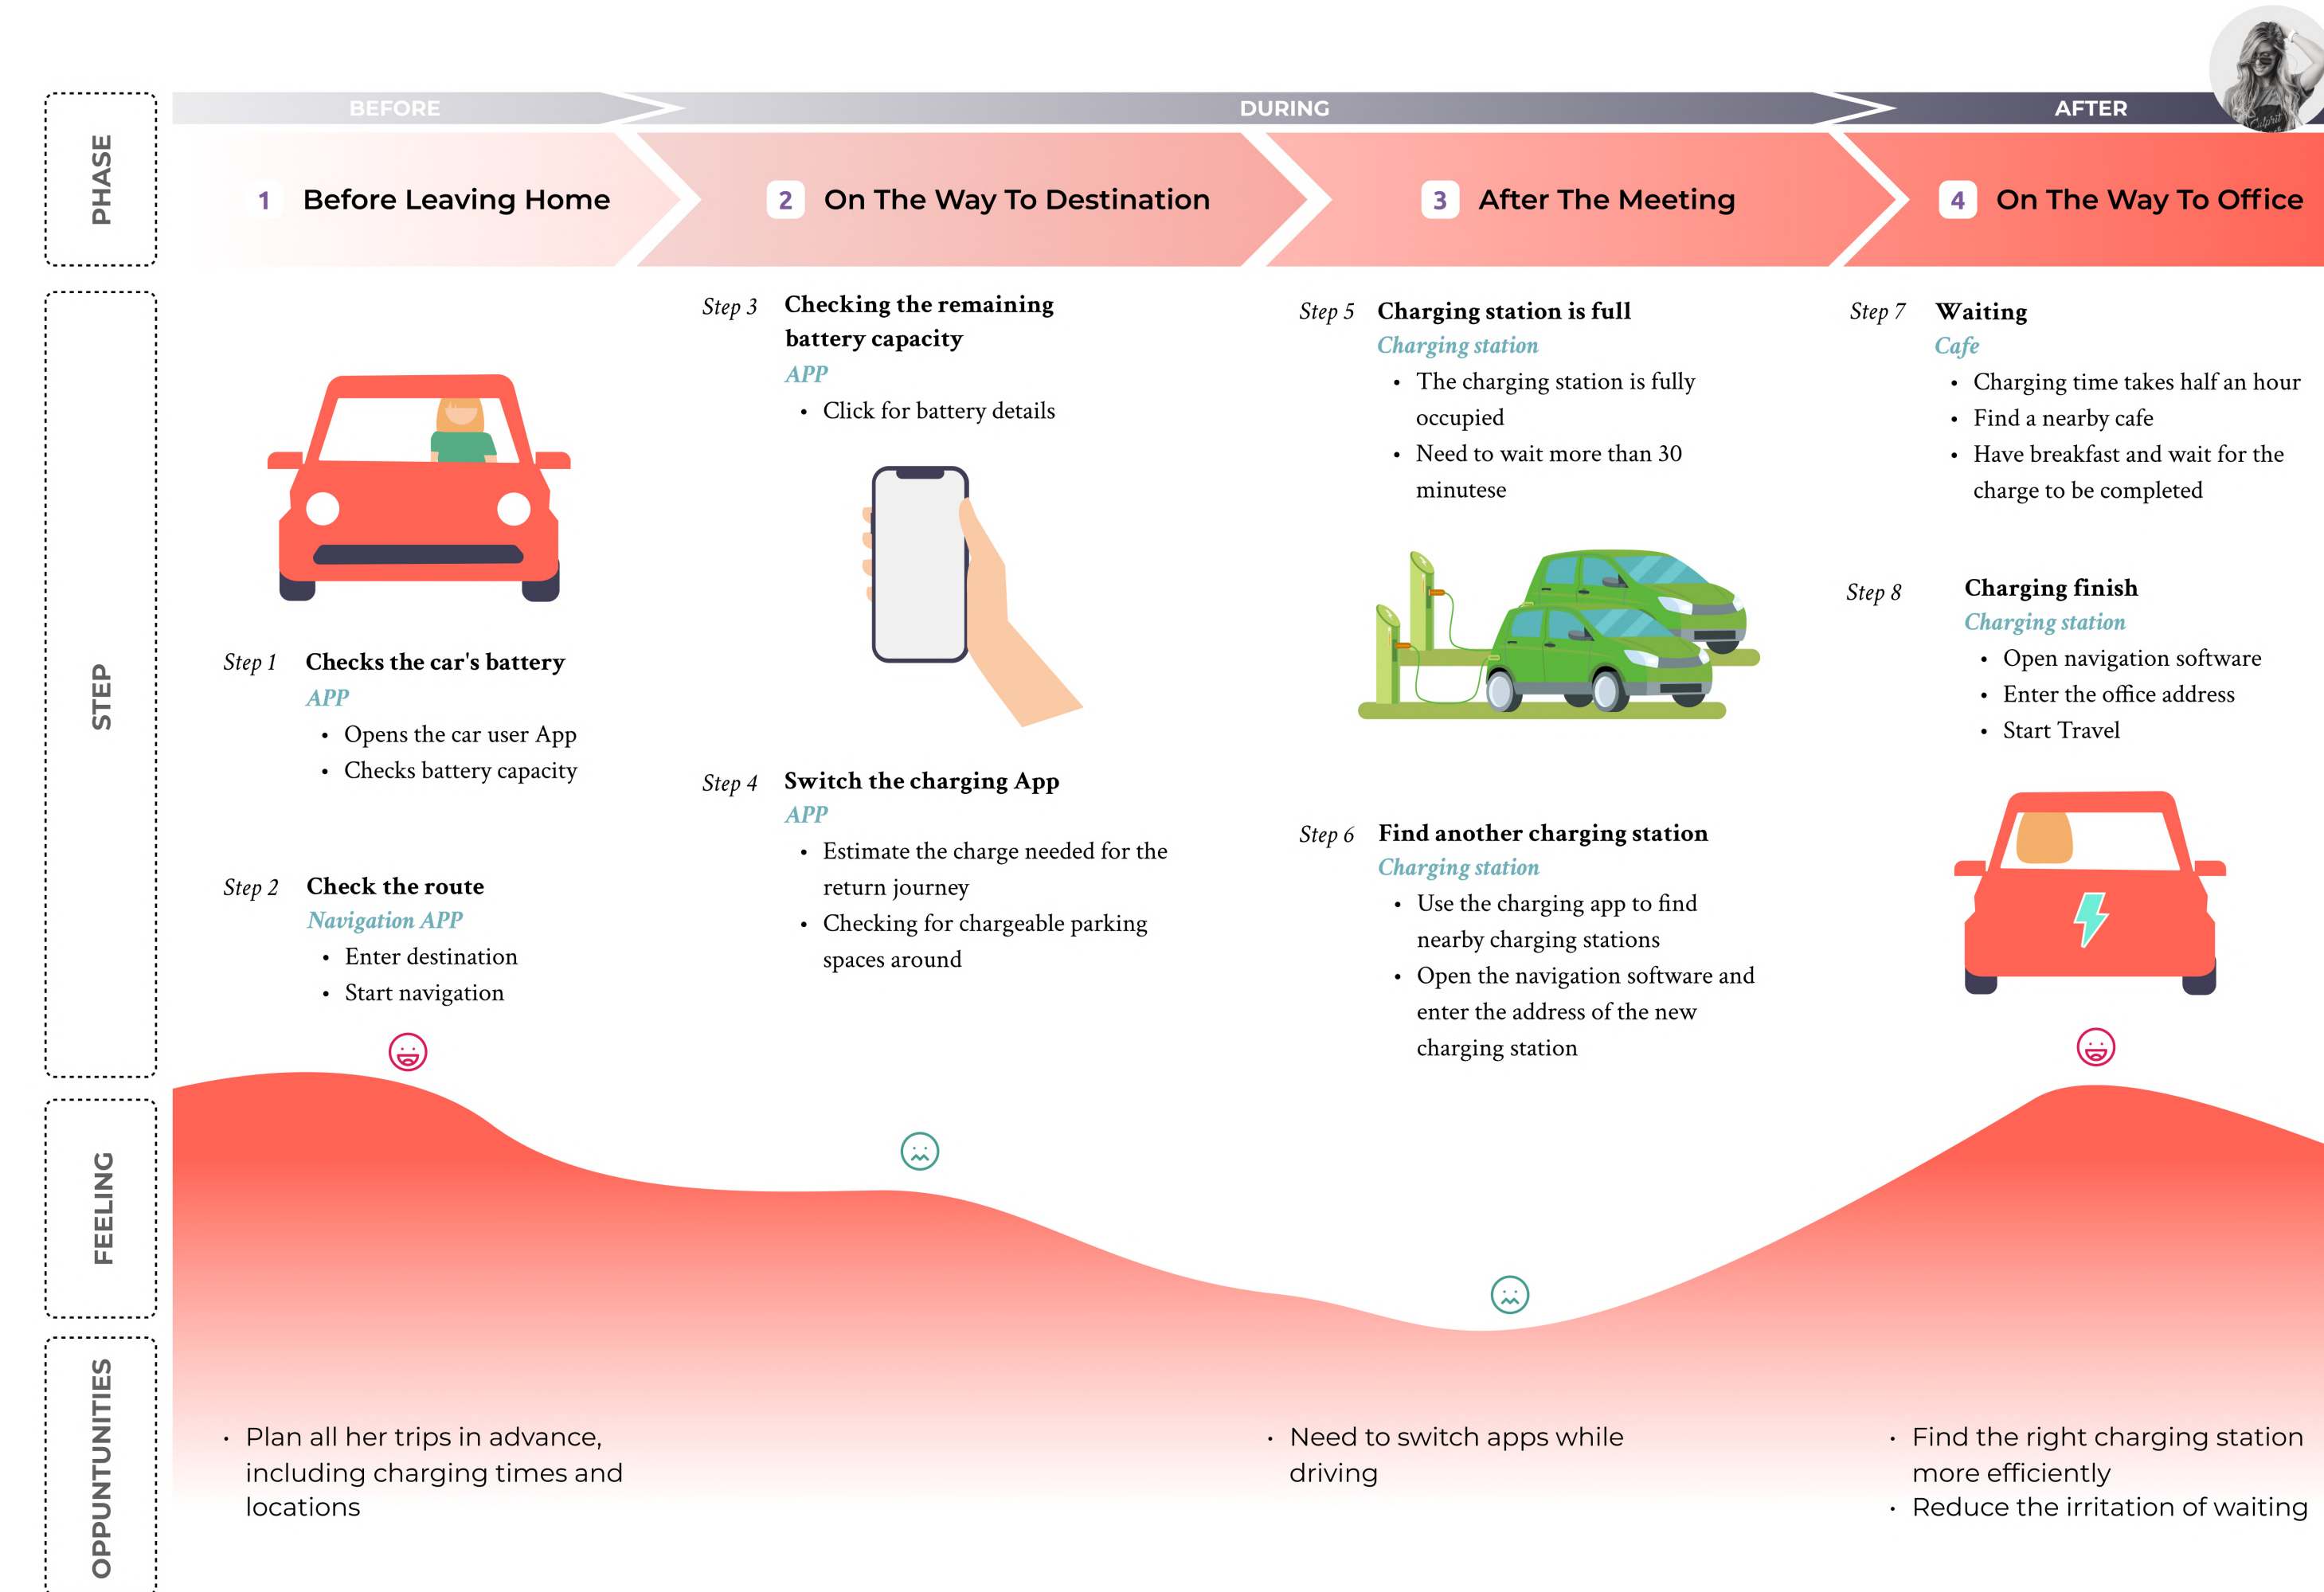 BEFORE
DURING
AFTER
PHASE
1 Before Leaving Home
2 On The Way To Destination
3 After The Meeting
4 On The Way To Office
STEP
Step 1 Checks the car's battery
APP
• Opens the car user App
• Checks battery capacity
Step 2 Check the route
Navigation APP
• Enter destination
• Start navigation
Step 3 Checking the remaining
battery capacity
APP
• Click for battery details
Step 4 Switch the charging App
APP
• Estimate the charge needed for the
return journey
• Checking for chargeable parking
spaces around
Step 5 Charging station is full
Charging station
• The charging station is fully
occupied
• Need to wait more than 30
minutese
Step 6 Find another charging station
Charging station
• Use the charging app to find
nearby charging stations
• Open the navigation software and
enter the address of the new
charging station
Step 7 Waiting
Cafe
• Charging time takes half an hour
• Find a nearby cafe
• Have breakfast and wait for the
charge to be completed
Step 8 Charging finish
Charging station
• Open navigation software
• Enter the office address
• Start Travel
FEELING
OPPUNTUNITIES
• Plan all her trips in advance,
including charging times and
locations
• Need to switch apps while
driving
• Find the right charging station
more efficiently
• Reduce the irritation of waiting